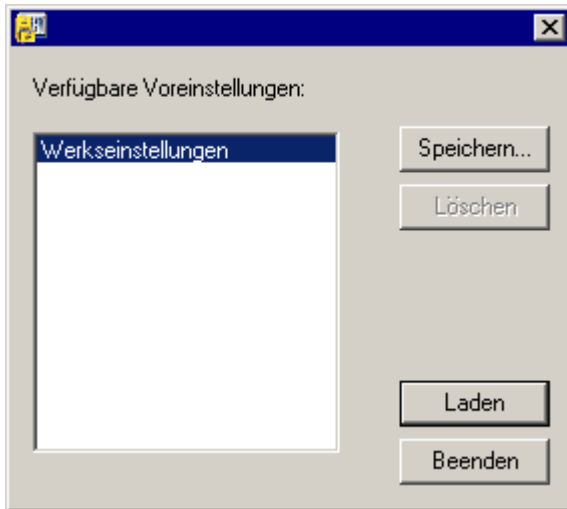 Verfügbare Voreinstellungen:
Werkseinstellungen
Speichern...
Löschen
Laden
Beenden